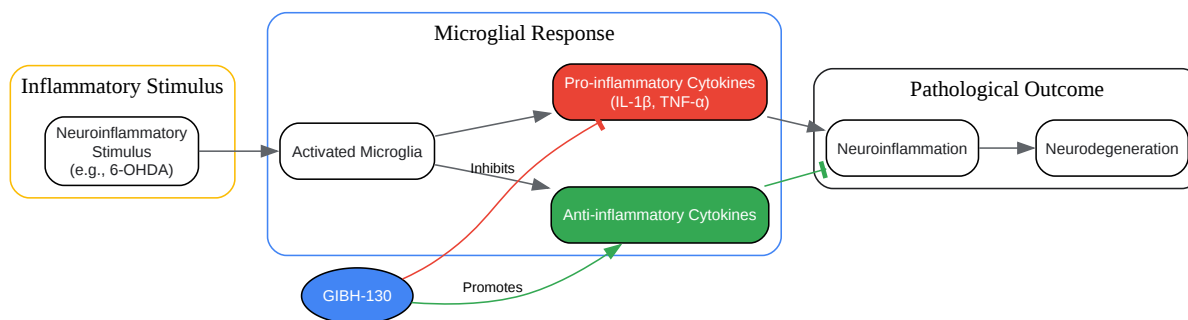 Inflammatory Stimulus
Neuroinflammatory
Stimulus
(e.g., 6-OHDA)
Microglial Response
Activated Microglia
Pro-inflammatory Cytokines
(IL-1β, TNF-α)
Inhibits
Anti-inflammatory Cytokines
GIBH-130
Promotes
Pathological Outcome
Neuroinflammation
Neurodegeneration